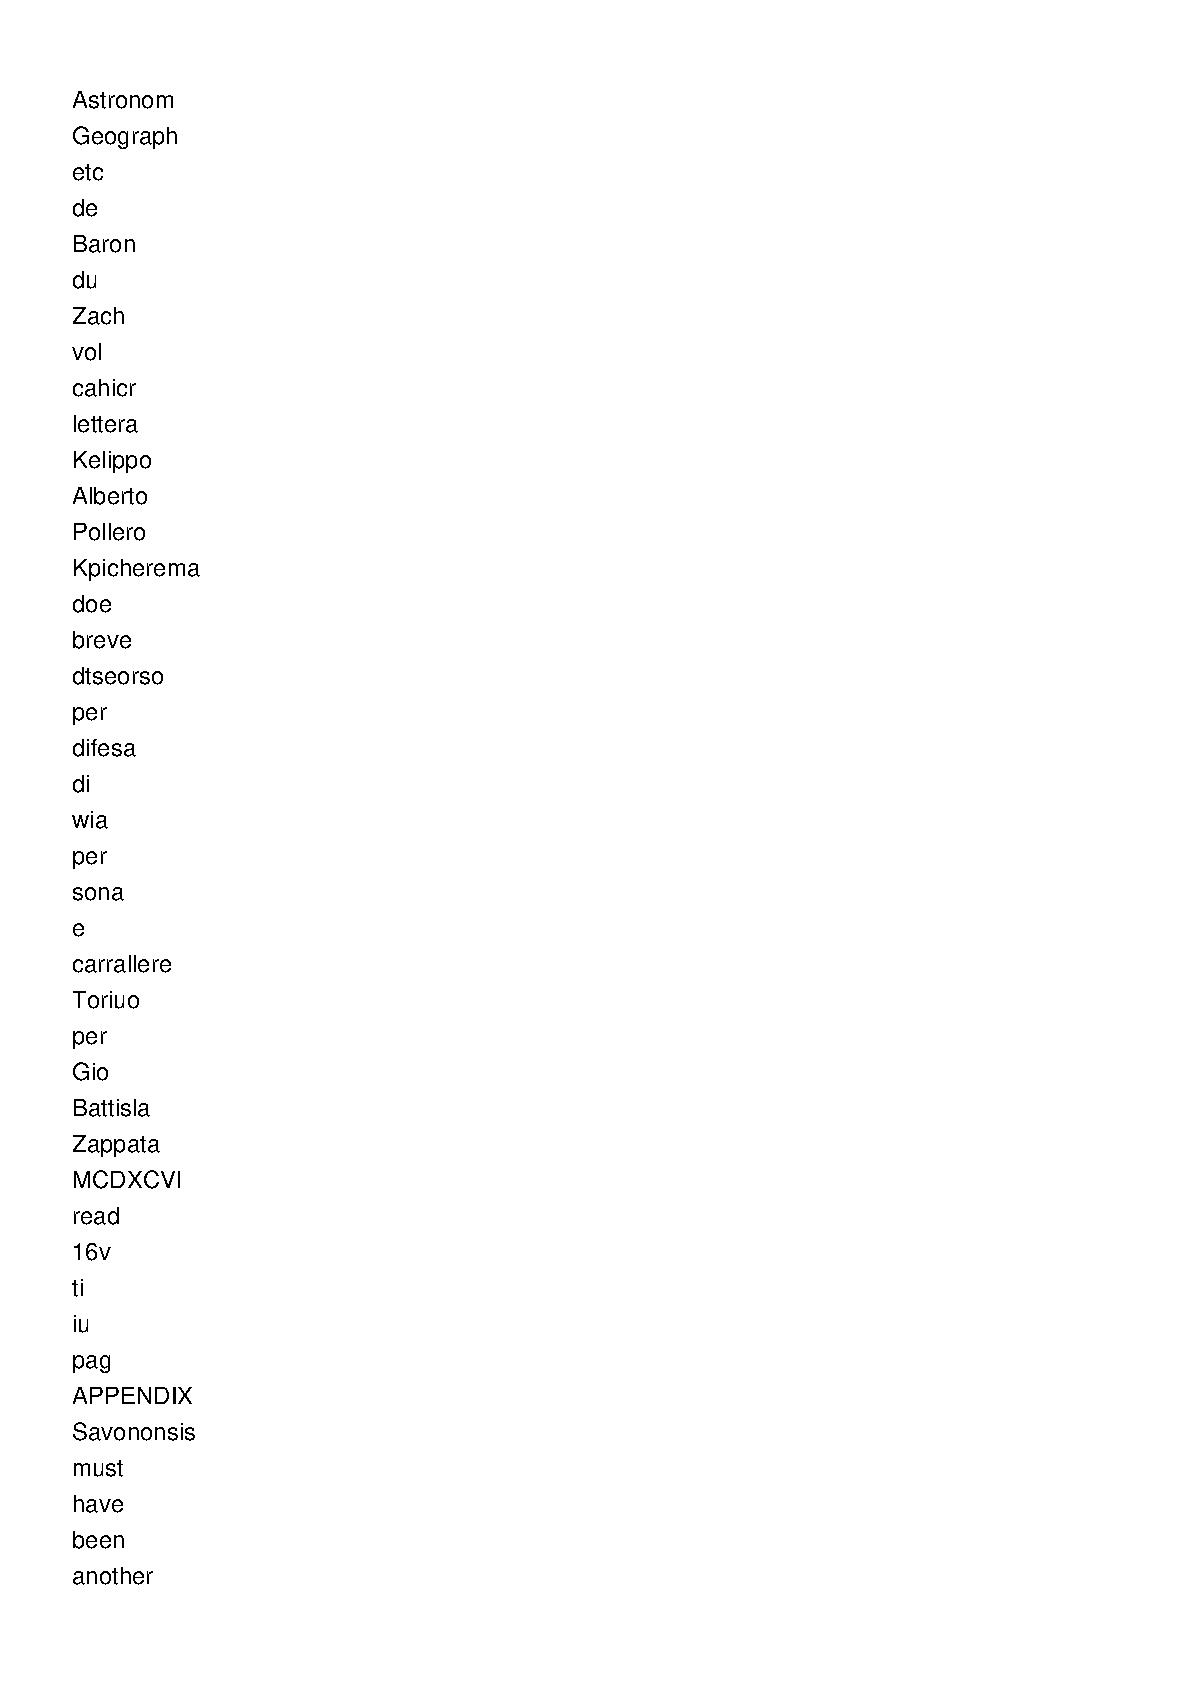 Astronom
Geograph
etc
de
Baron
du
Zach
vol
cahicr
lettera
Kelippo
Alberto
Pollero
Kpicherema
doe
breve
dtseorso
per
difesa
di
wia
per
sona
e
carrallere
Toriuo
per
Gio
Battisla
Zappata
MCDXCVI
read
16v
ti
iu
pag
APPENDIX
Savononsis
must
have
been
another